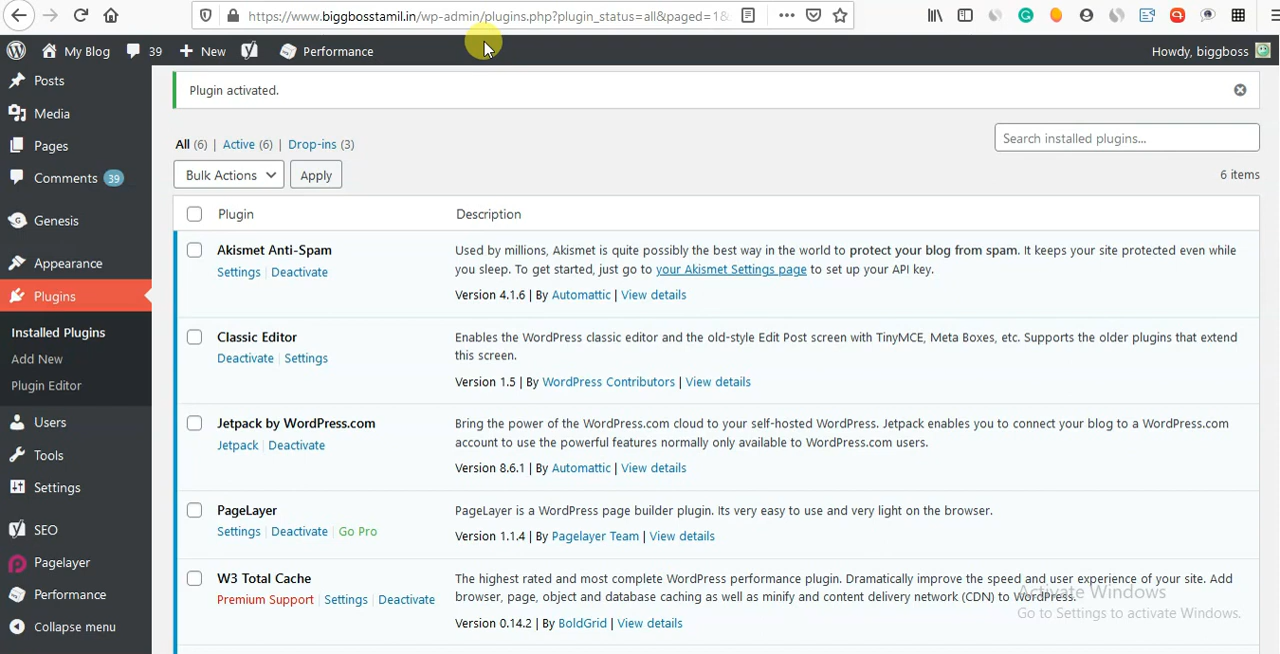 https://www.biggbosstamil.in/wp-admin/plugins.php?plugin_status=all&paged=1&
My Blog 39 New Performance Howdy, biggboss
Posts
Media
Pages
Comments 39
Genesis
Appearance
Plugins
Installed Plugins
Add New
Plugin Editor
Users
Tools
Settings
SEO
Pagelayer
Performance
Collapse menu
Plugin activated.
All (6) | Active (6) | Drop-ins (3)
Search installed plugins...
Bulk Actions Apply
6 items
Plugin Description
Akismet Anti-Spam
Settings | Deactivate
Used by millions, Akismet is quite possibly the best way in the world to protect your blog from spam. It keeps your site protected even while
you sleep. To get started, just go to your Akismet Settings page to set up your API key.
Version 4.1.6 | By Automattic | View details
Classic Editor
Deactivate | Settings
Enables the WordPress classic editor and the old-style Edit Post screen with TinyMCE, Meta Boxes, etc. Supports the older plugins that extend
this screen.
Version 1.5 | By WordPress Contributors | View details
Jetpack by WordPress.com
Jetpack | Deactivate
Bring the power of the WordPress.com cloud to your self-hosted WordPress. Jetpack enables you to connect your blog to a WordPress.com
account to use the powerful features normally only available to WordPress.com users.
Version 8.6.1 | By Automattic | View details
PageLayer
Settings | Deactivate | Go Pro
PageLayer is a WordPress page builder plugin. Its very easy to use and very light on the browser.
Version 1.1.4 | By Pagelayer Team | View details
W3 Total Cache
Premium Support | Settings | Deactivate
The highest rated and most complete WordPress performance plugin. Dramatically improve the speed and user experience of your site. Add
browser, page, object and database caching as well as minify and content delivery network (CDN) to WordPress.
Version 0.14.2 | By BoldGrid | View details
Activate Windows
Go to Settings to activate Windows.